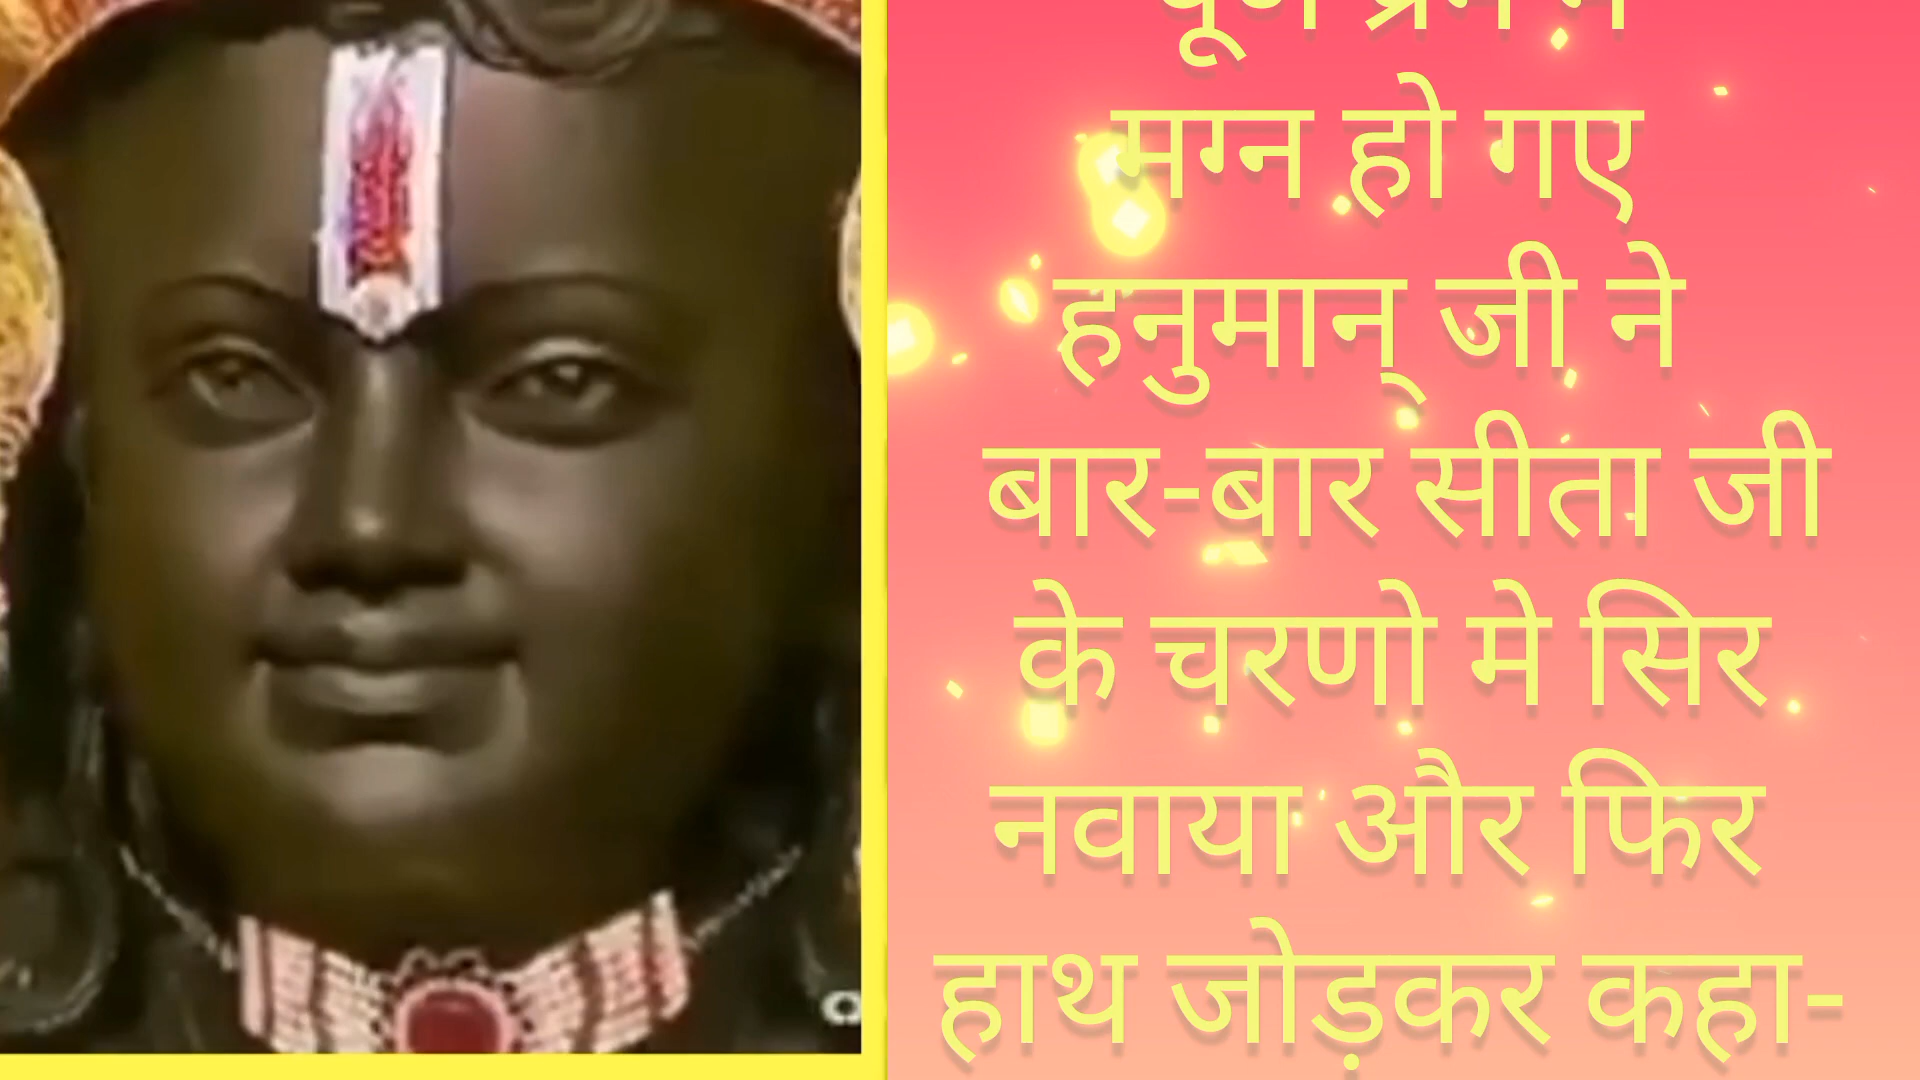 मग्न हो गए
हनुमान् जी ने
बार-बार सीता जी
के चरणो मे सिर
नवाया और फिर
हाथ जोड़कर कहा-